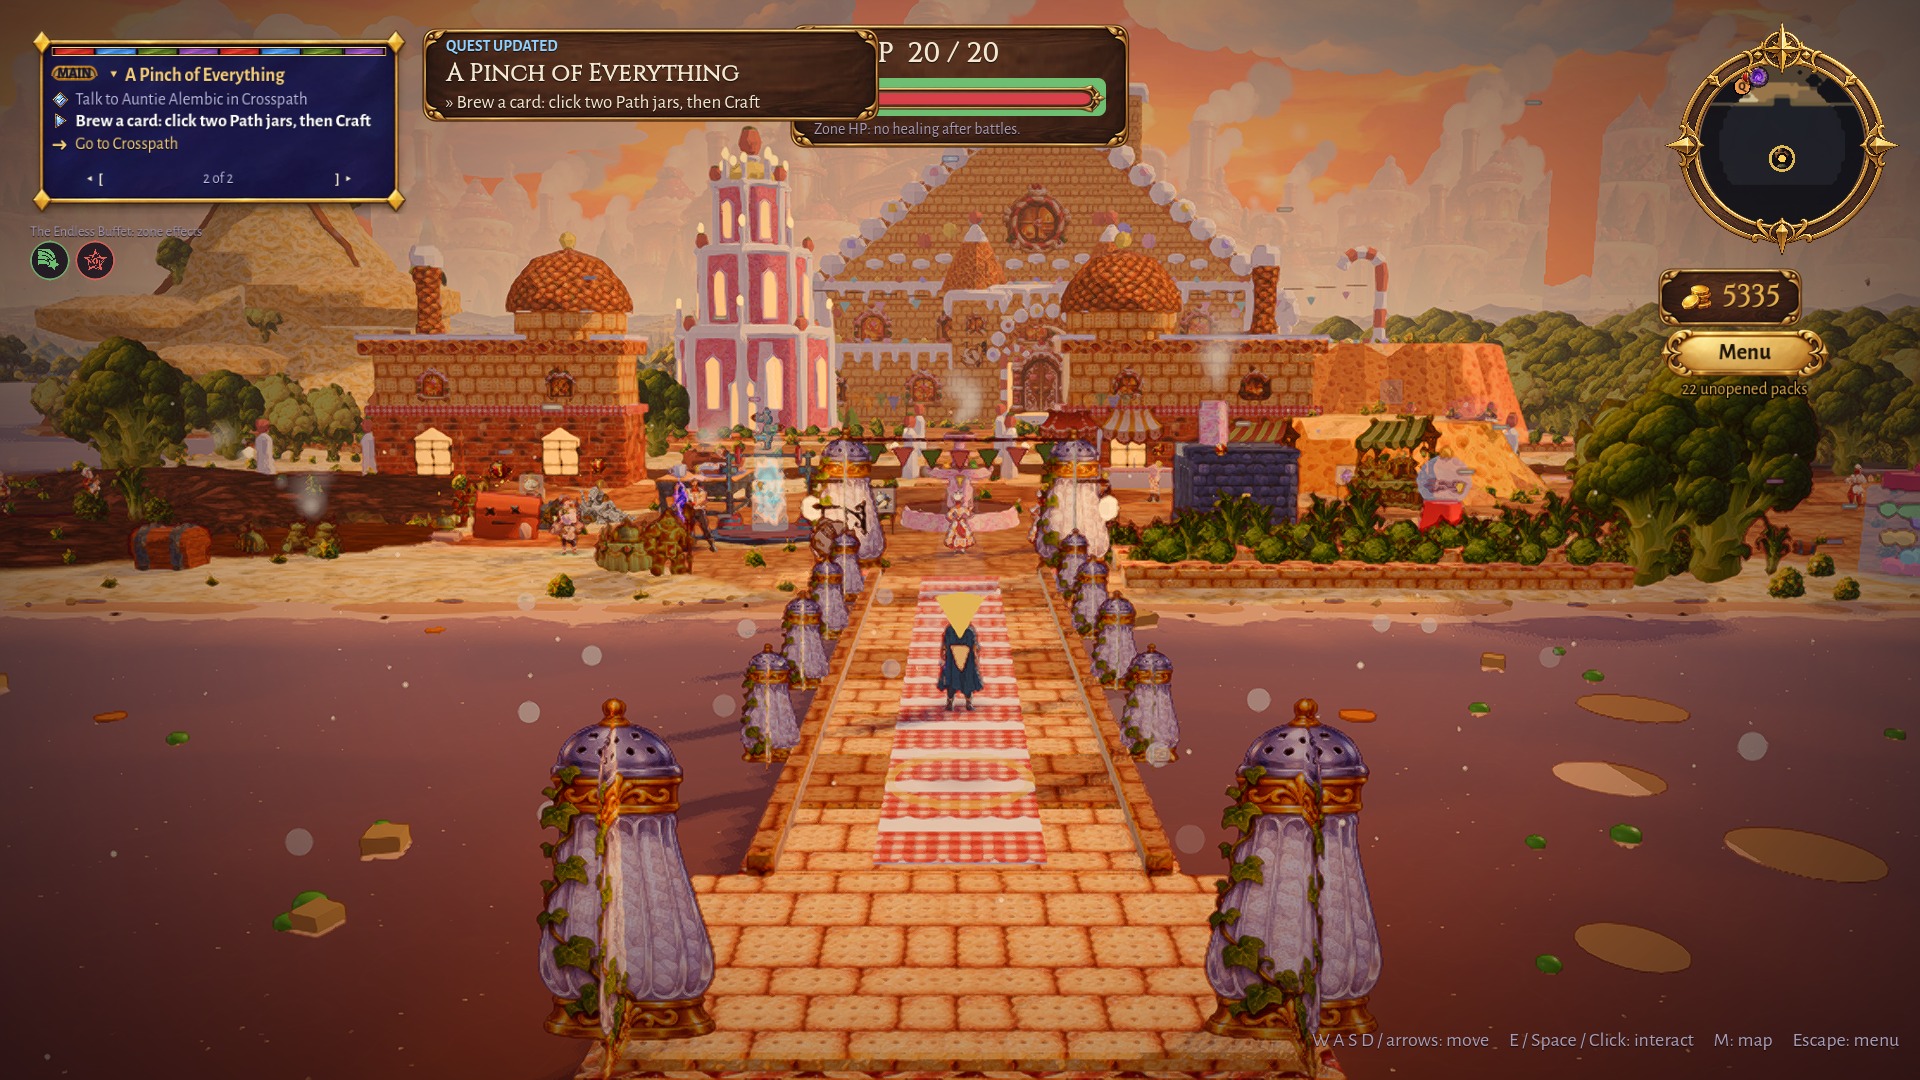 MAIN ▾ A Pinch of Everything
Talk to Auntie Alembic in Crosspath
Brew a card: click two Path jars, then Craft
→ Go to Crosspath
◂ [ 2 of 2 ] ▸
The Endless Buffet: zone effects
QUEST UPDATED
A Pinch of Everything
» Brew a card: click two Path jars, then Craft
P 20 / 20
Zone HP: no healing after battles.
Q
5335
Menu
22 unopened packs
W A S D / arrows: move E / Space / Click: interact M: map Escape: menu